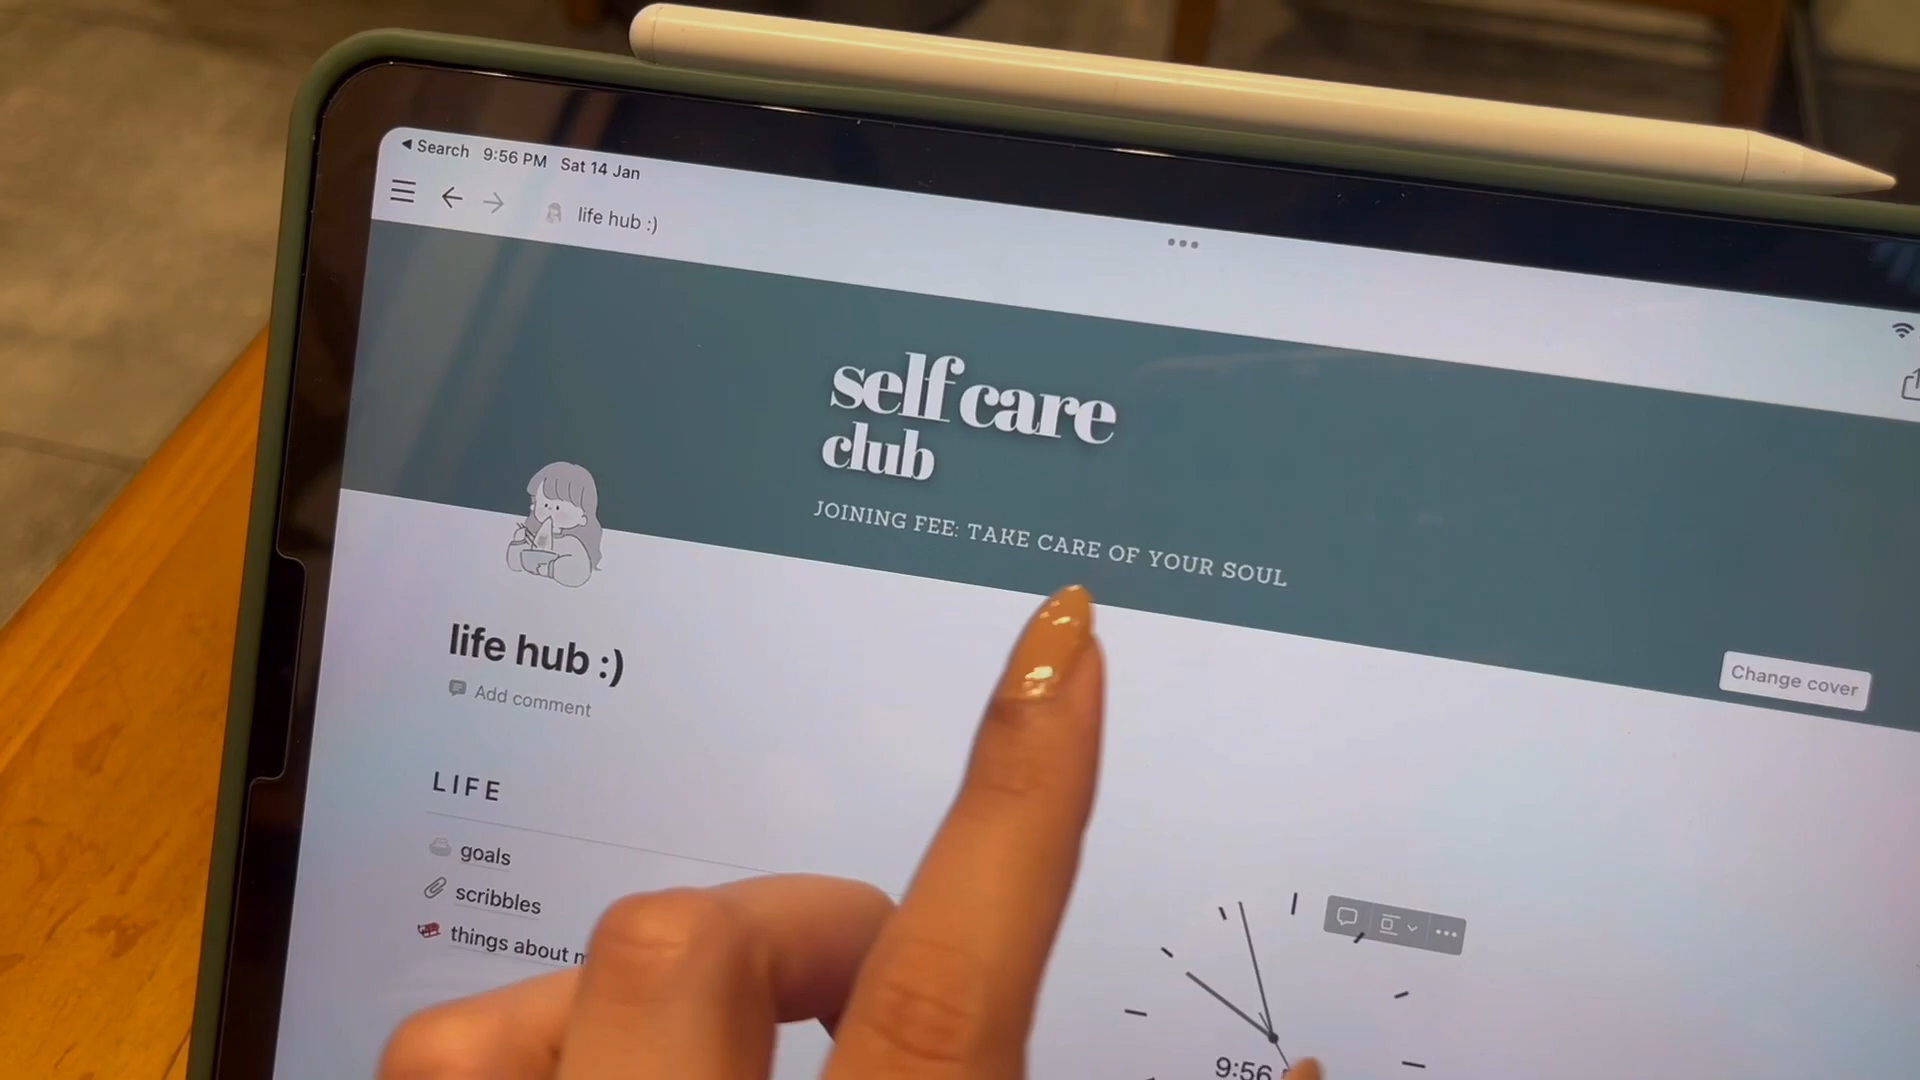 Search 9:56 PM Sat 14 Jan
life hub :)
self care
club
JOINING FEE: TAKE CARE OF YOUR SOUL
Change cover
life hub :)
Add comment
LIFE
goals
scribbles
things about
9:56